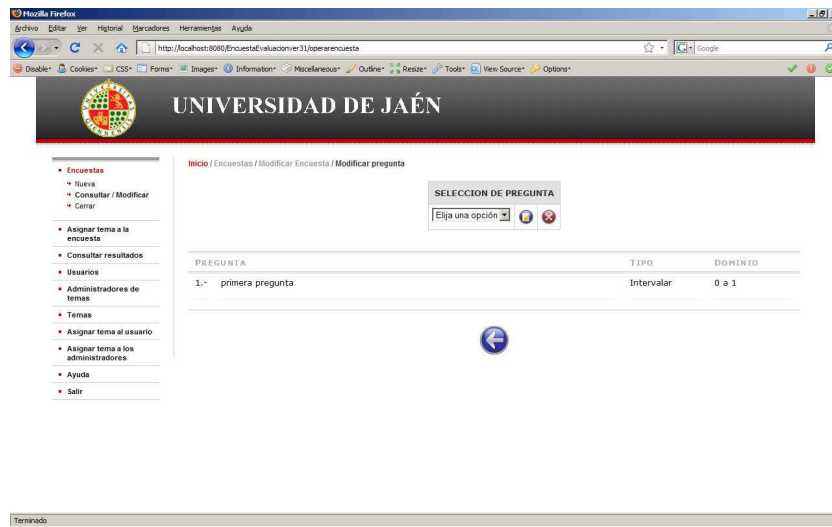 Mozilla Firefox
Archivo Editar Ver Historial Marcadores Herramientas Ayuda
http://localhost:8080/EncuestaEvaluacionver31/operarencuesta
Google
Disable Cookies CSS Forms Images Information Miscellaneous Outline Resize Tools View Source Options
UNIVERSIDAD DE JAÉN
Inicio / Encuestas / Modificar Encuesta / Modificar pregunta
Encuestas
Nueva
Consultar / Modificar
Cerrar
Asignar tema a la
encuesta
Consultar resultados
Usuarios
Administradores de
temas
Temas
Asignar tema al usuario
Asignar tema a los
administradores
Ayuda
Salir
SELECCION DE PREGUNTA
Elija una opción
PREGUNTA TIPO DOMINIO
1.- primera pregunta Intervalar 0 a 1
Terminado